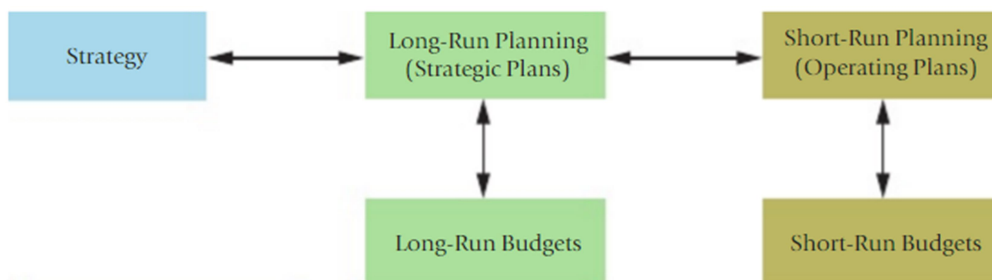 Strategy
Long-Run Planning
(Strategic Plans)
Short-Run Planning
(Operating Plans)
Long-Run Budgets
Short-Run Budgets